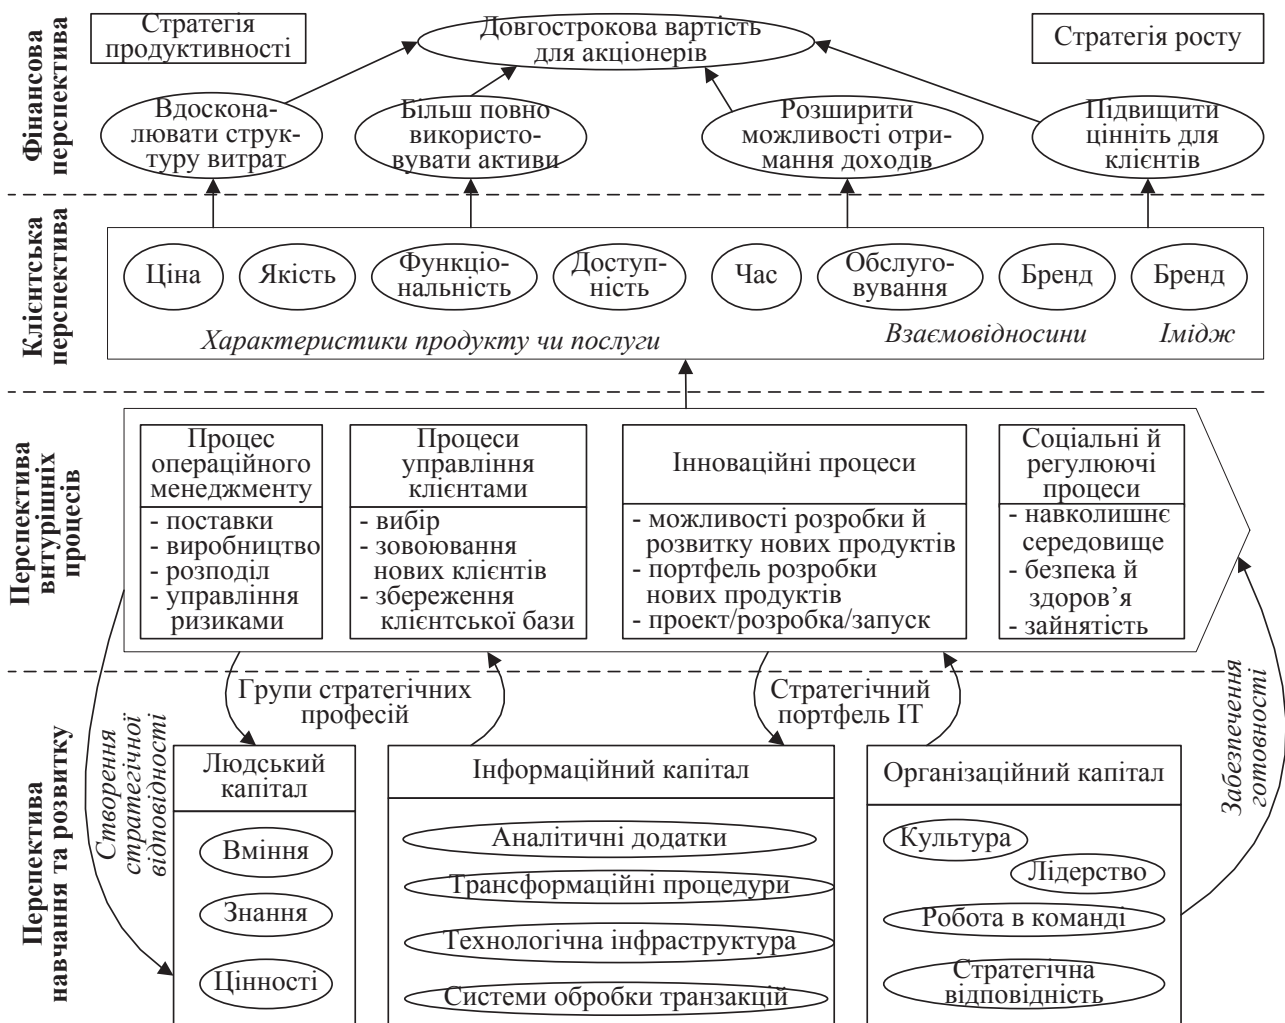 Фінансова
перспектива
Стратегія
продуктивності
Довгострокова вартість
для акціонерів
Стратегія росту
Вдоскона-
лювати струк-
туру витрат
Більш повно
використо-
вувати активи
Розширити
можливості отри-
мання доходів
Підвищити
цінніть для
клієнтів
Клієнтська
перспектива
Ціна
Якість
Функціо-
нальність
Доступ-
ність
Час
Обслуго-
вування
Бренд
Бренд
Характеристики продукту чи послуги
Взаємовідносини
Імідж
Перспектива
внтурішніх
процесів
Процес
операційного
менеджменту
- поставки
- виробництво
- розподіл
- управління
ризиками
Процеси
управління
клієнтами
- вибір
- зовоювання
нових клієнтів
- збереження
клієнтської бази
Інноваційні процеси
- можливості розробки й
розвитку нових продуктів
- портфель розробки
нових продуктів
- проект/розробка/запуск
Соціальні й
регулюючі
процеси
- навколишнє
середовище
- безпека й
здоров’я
- зайнятість
Перспектива
навчання та розвитку
Створення
стратегічної
відповідності
Групи стратегічних
професій
Стратегічний
портфель ІТ
Забезпечення
готовності
Людський
капітал
Вміння
Знання
Цінності
Інформаційний капітал
Аналітичні додатки
Трансформаційні процедури
Технологічна інфраструктура
Системи обробки транзакцій
Організаційний капітал
Культура
Лідерство
Робота в команді
Стратегічна
відповідність